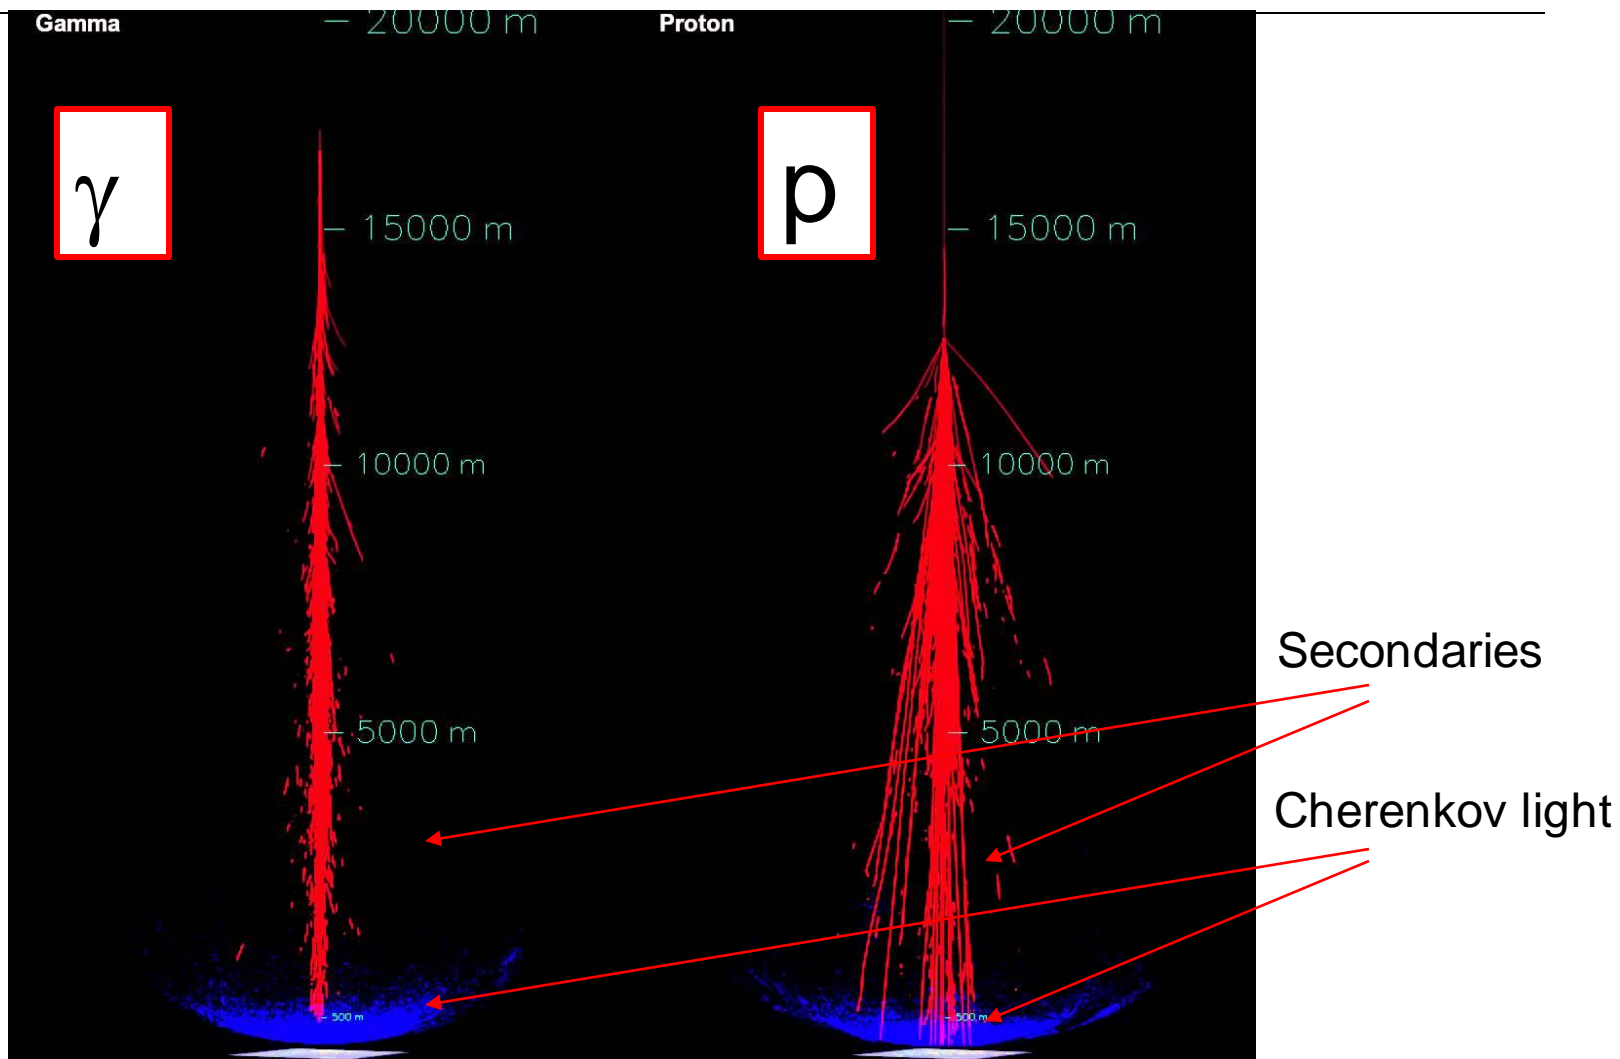 Gamma
— 20000 m
Proton
— 20000 m
γ
p
— 15000 m
— 15000 m
— 10000 m
— 10000 m
Secondaries
— 5000 m
— 5000 m
Cherenkov light
— 500 m
— 500 m